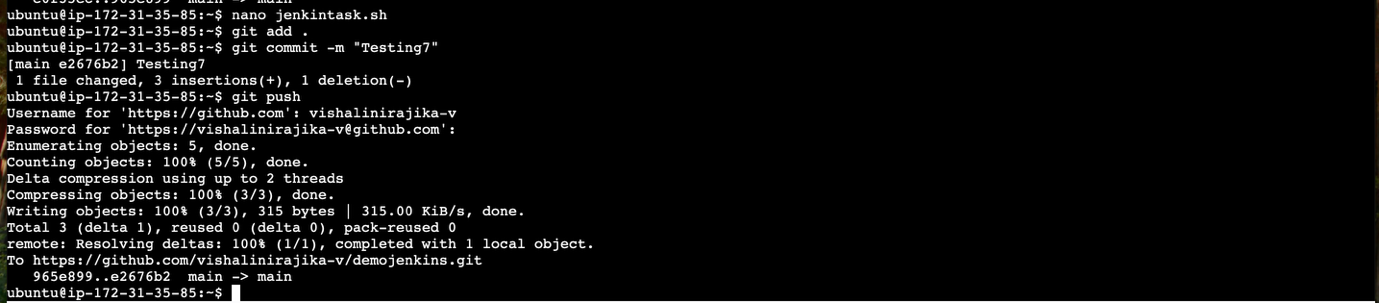 main -> main
ubuntu@ip-172-31-35-85:~$ nano jenkintask.sh
ubuntu@ip-172-31-35-85:~$ git add .
ubuntu@ip-172-31-35-85:~$ git commit -m "Testing7"
[main e2676b2] Testing7
 1 file changed, 3 insertions(+), 1 deletion(-)
ubuntu@ip-172-31-35-85:~$ git push
Username for 'https://github.com': vishalinirajika-v
Password for 'https://vishalinirajika-v@github.com':
Enumerating objects: 5, done.
Counting objects: 100% (5/5), done.
Delta compression using up to 2 threads
Compressing objects: 100% (3/3), done.
Writing objects: 100% (3/3), 315 bytes | 315.00 KiB/s, done.
Total 3 (delta 1), reused 0 (delta 0), pack-reused 0
remote: Resolving deltas: 100% (1/1), completed with 1 local object.
To https://github.com/vishalinirajika-v/demojenkins.git
   965e899..e2676b2  main -> main
ubuntu@ip-172-31-35-85:~$